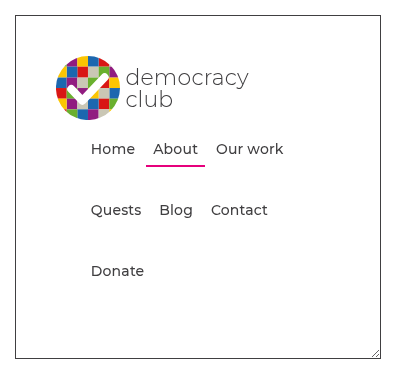 democracy
club
Home About Our work
Quests Blog Contact
Donate